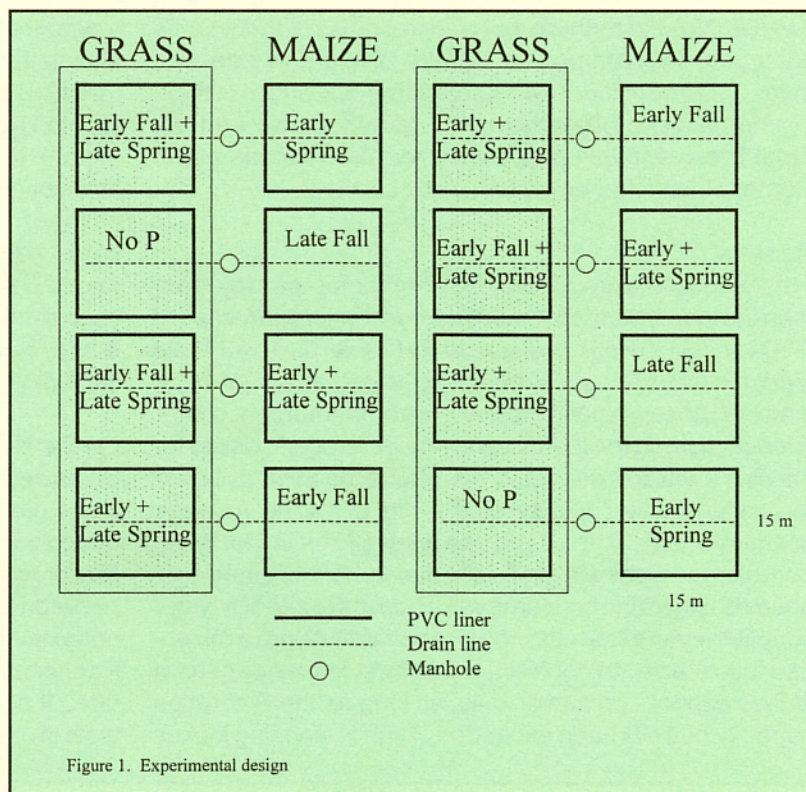 GRASS MAIZE GRASS MAIZE
Early Fall +
Late Spring
Early
Spring
Early +
Late Spring
Early Fall
No P
Late Fall
Early Fall +
Late Spring
Early +
Late Spring
Early Fall +
Late Spring
Early +
Late Spring
Early +
Late Spring
Late Fall
Early +
Late Spring
Early Fall
No P
Early
Spring
15 m
15 m
PVC liner
Drain line
Manhole
Figure 1. Experimental design